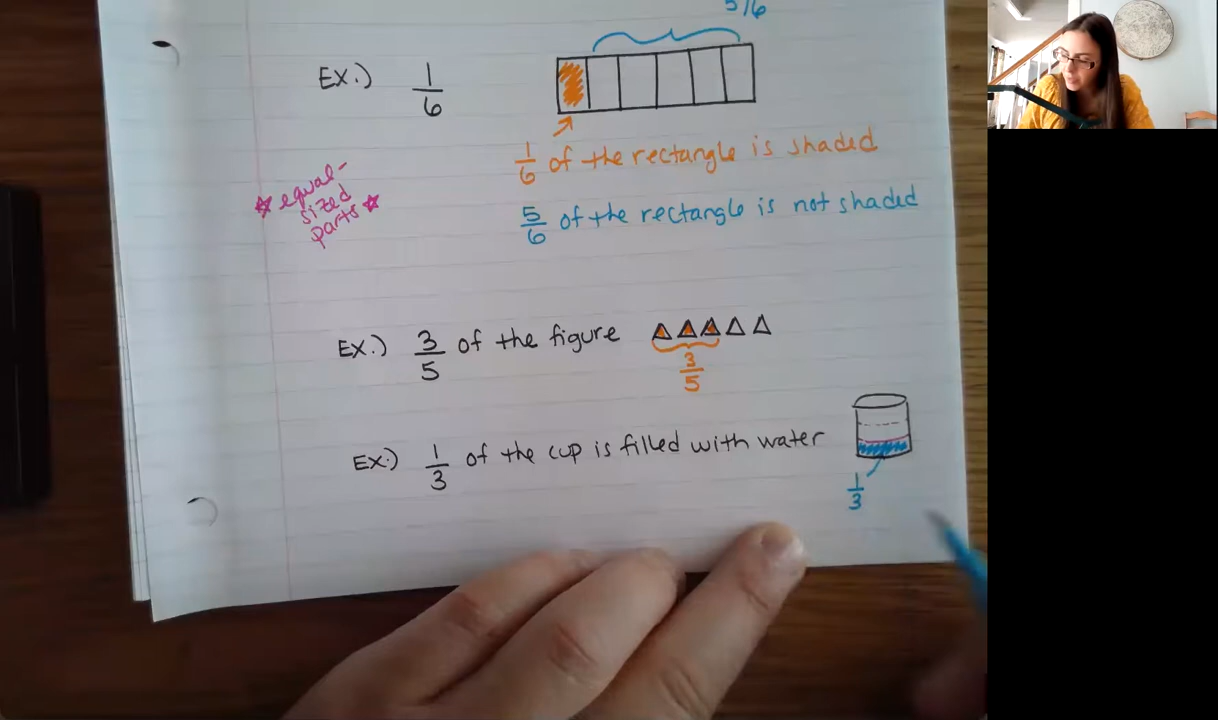 5/6
Ex.) 1/6
1/6 of the rectangle is shaded
* equal-
sized
parts *
5/6 of the rectangle is not shaded
Ex.) 3/5 of the figure
3/5
Ex.) 1/3 of the cup is filled with water
1/3